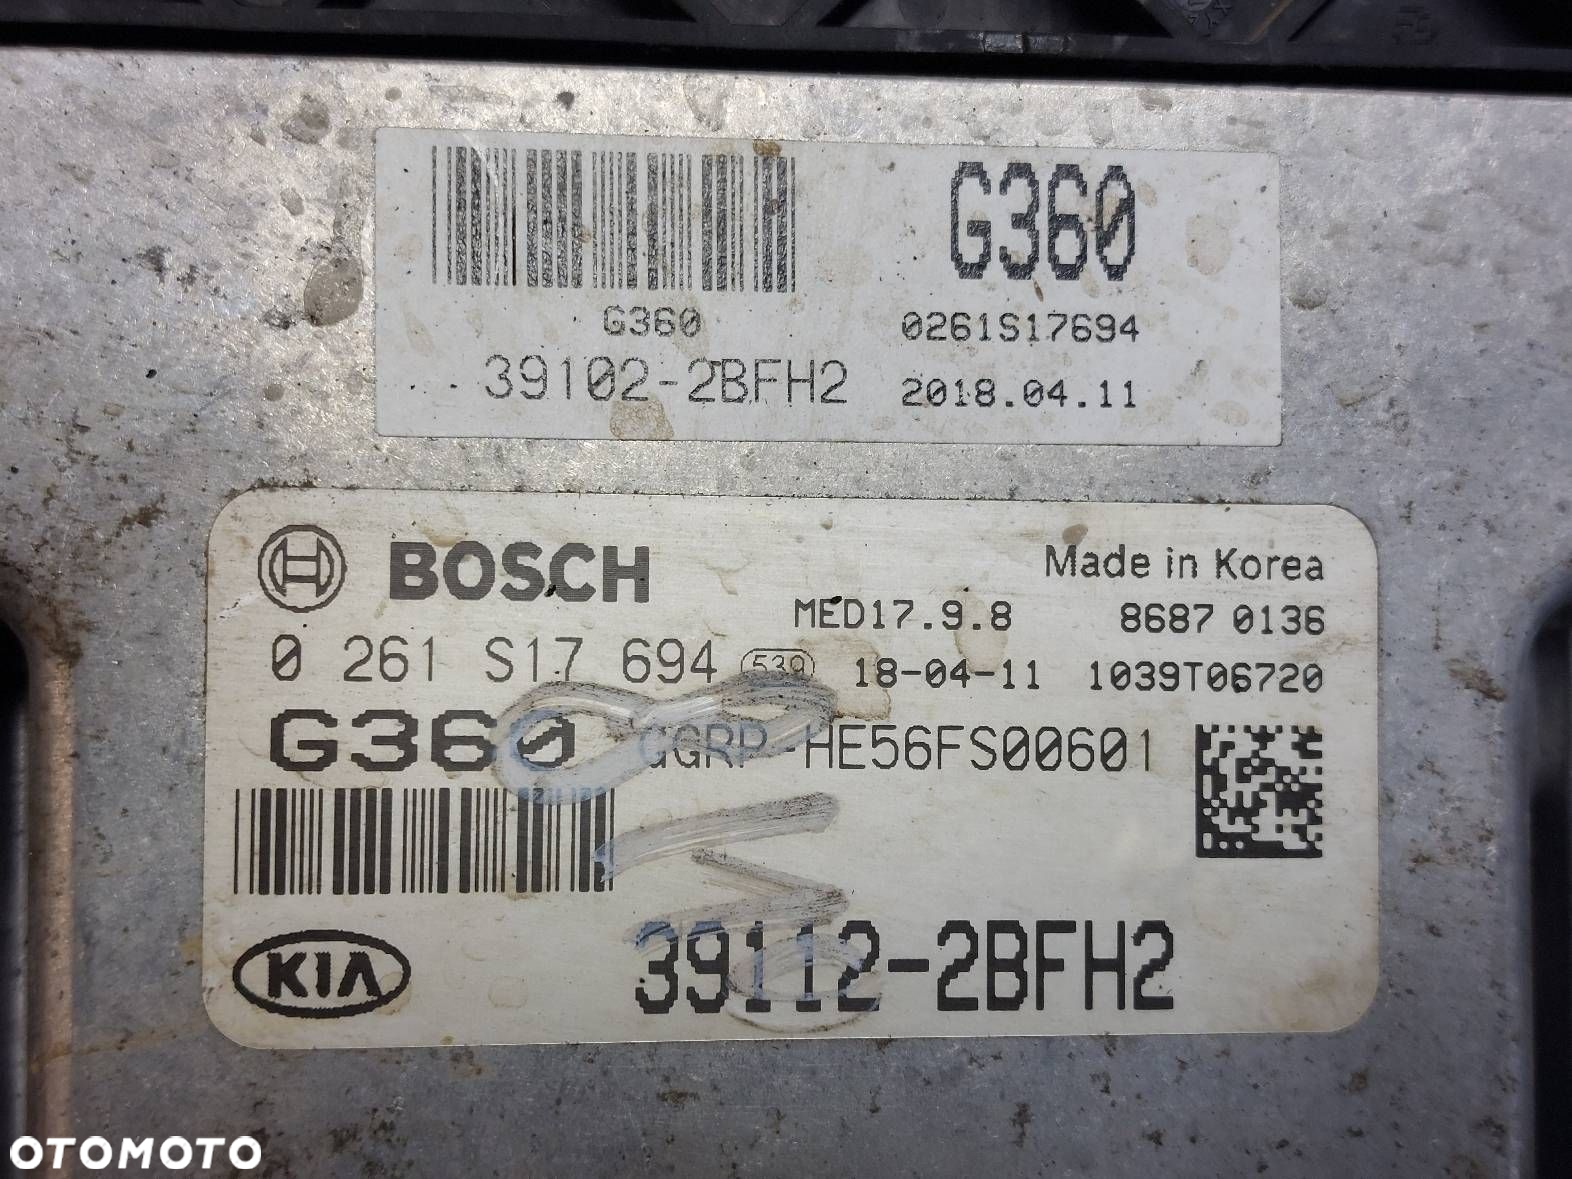 G360
G360
0261S17694
39102-2BFH2
2018.04.11
BOSCH
Made in Korea
MED17.9.8
8687 0136
0 261 S17 694
539
18-04-11
1039T06720
G360
GGRP-HE56FS00601
KIA
39112-2BFH2
OTOMOTO